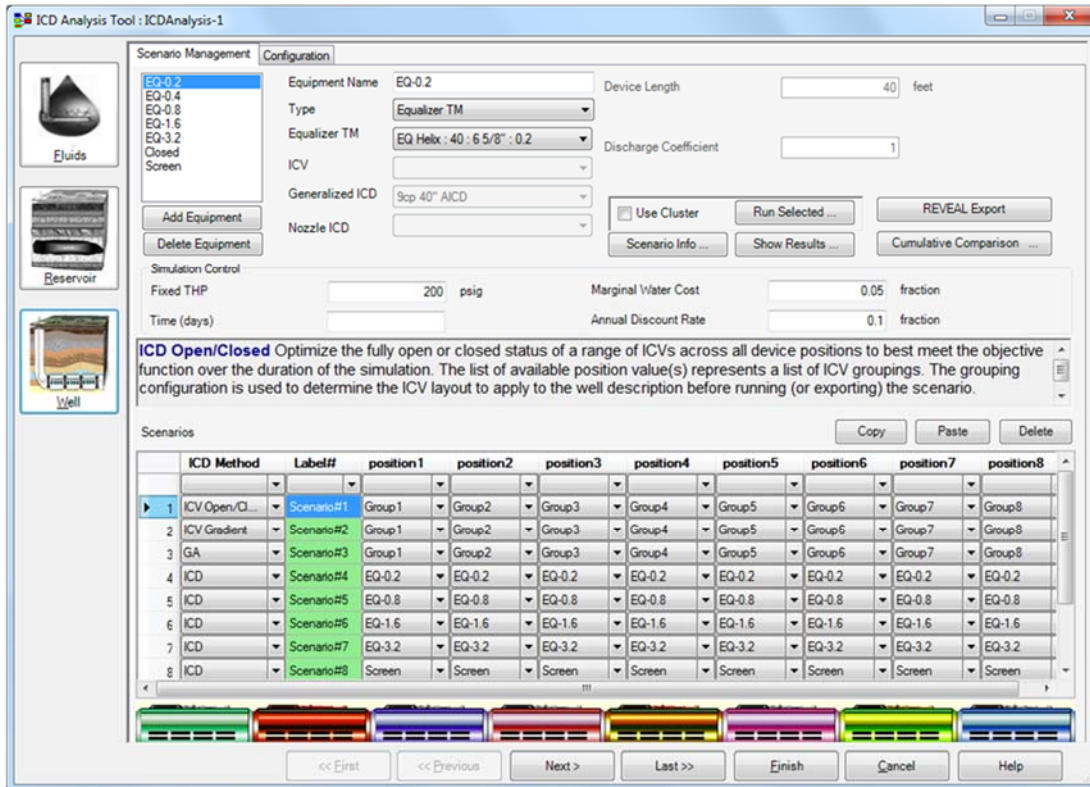 ICD Analysis Tool : ICDAnalysis-1
Fluids
Reservoir
Well
Scenario Management Configuration
EQ-0.2
EQ-0.4
EQ-0.8
EQ-1.6
EQ-3.2
Closed
Screen
Add Equipment
Delete Equipment
Equipment Name EQ-0.2
Type Equalizer TM
Equalizer TM EQ Helix : 40 : 6 5/8" : 0.2
ICV
Generalized ICD 9cp 40" AICD
Nozzle ICD
Device Length 40 feet
Discharge Coefficient 1
Use Cluster Run Selected ... REVEAL Export
Scenario Info ... Show Results ... Cumulative Comparison ...
Simulation Control
Fixed THP 200 psig Marginal Water Cost 0.05 fraction
Time (days) Annual Discount Rate 0.1 fraction
ICD Open/Closed Optimize the fully open or closed status of a range of ICVs across all device positions to best meet the objective
function over the duration of the simulation. The list of available position value(s) represents a list of ICV groupings. The grouping
configuration is used to determine the ICV layout to apply to the well description before running (or exporting) the scenario.
Scenarios Copy Paste Delete
ICD Method Label# position1 position2 position3 position4 position5 position6 position7 position8
1 ICV Open/Cl... Scenario#1 Group1 Group2 Group3 Group4 Group5 Group6 Group7 Group8
2 ICV Gradient Scenario#2 Group1 Group2 Group3 Group4 Group5 Group6 Group7 Group8
3 GA Scenario#3 Group1 Group2 Group3 Group4 Group5 Group6 Group7 Group8
4 ICD Scenario#4 EQ-0.2 EQ-0.2 EQ-0.2 EQ-0.2 EQ-0.2 EQ-0.2 EQ-0.2 EQ-0.2
5 ICD Scenario#5 EQ-0.8 EQ-0.8 EQ-0.8 EQ-0.8 EQ-0.8 EQ-0.8 EQ-0.8 EQ-0.8
6 ICD Scenario#6 EQ-1.6 EQ-1.6 EQ-1.6 EQ-1.6 EQ-1.6 EQ-1.6 EQ-1.6 EQ-1.6
7 ICD Scenario#7 EQ-3.2 EQ-3.2 EQ-3.2 EQ-3.2 EQ-3.2 EQ-3.2 EQ-3.2 EQ-3.2
8 ICD Scenario#8 Screen Screen Screen Screen Screen Screen Screen Screen
<< First << Previous Next > Last >> Finish Cancel Help